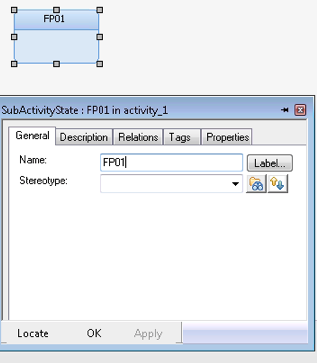 FP01
SubActivityState : FP01 in activity_1
General Description Relations Tags Properties
Name: FP01 Label...
Stereotype:
Locate OK Apply